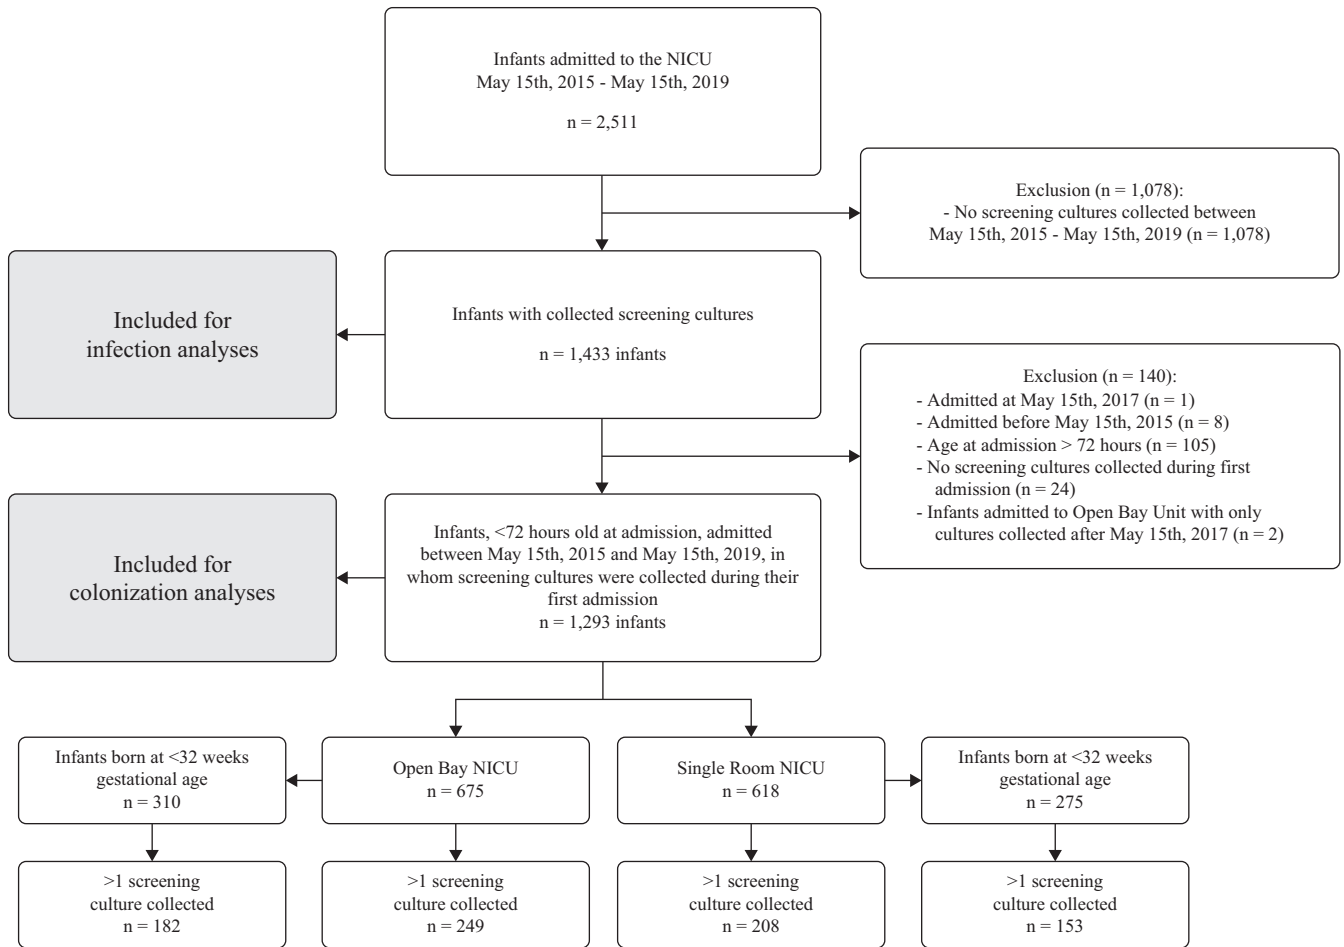 Infants admitted to the NICU
May 15th, 2015 - May 15th, 2019
n = 2,511
Exclusion (n = 1,078):
- No screening cultures collected between
May 15th, 2015 - May 15th, 2019 (n = 1,078)
Included for
infection analyses
Infants with collected screening cultures
n = 1,433 infants
Exclusion (n = 140):
- Admitted at May 15th, 2017 (n = 1)
- Admitted before May 15th, 2015 (n = 8)
- Age at admission > 72 hours (n = 105)
- No screening cultures collected during first
admission (n = 24)
- Infants admitted to Open Bay Unit with only
cultures collected after May 15th, 2017 (n = 2)
Included for
colonization analyses
Infants, <72 hours old at admission, admitted
between May 15th, 2015 and May 15th, 2019, in
whom screening cultures were collected during their
first admission
n = 1,293 infants
Infants born at <32 weeks
gestational age
n = 310
Open Bay NICU
n = 675
Single Room NICU
n = 618
Infants born at <32 weeks
gestational age
n = 275
>1 screening
culture collected
n = 182
>1 screening
culture collected
n = 249
>1 screening
culture collected
n = 208
>1 screening
culture collected
n = 153